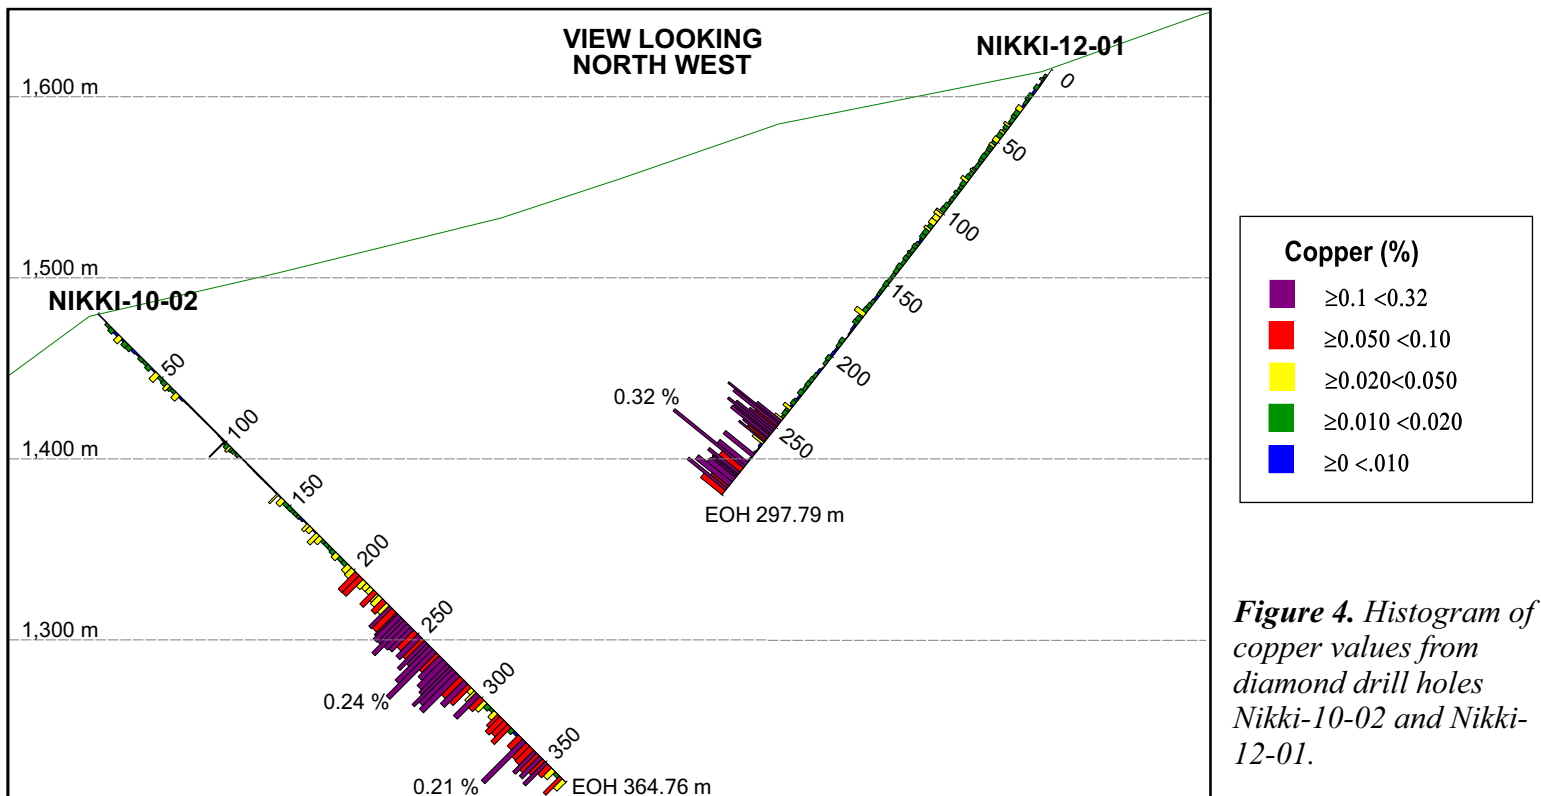 VIEW LOOKING
NORTH WEST
NIKKI-12-01
0
1,600 m
50
100
1,500 m
150
NIKKI-10-02
50
200
0.32 %
100
250
1,400 m
150
EOH 297.79 m
200
250
1,300 m
300
0.24 %
350
0.21 %
EOH 364.76 m
Copper (%)
≥0.1 <0.32
≥0.050 <0.10
≥0.020<0.050
≥0.010 <0.020
≥0 <.010
Figure 4. Histogram of
copper values from
diamond drill holes
Nikki-10-02 and Nikki-
12-01.